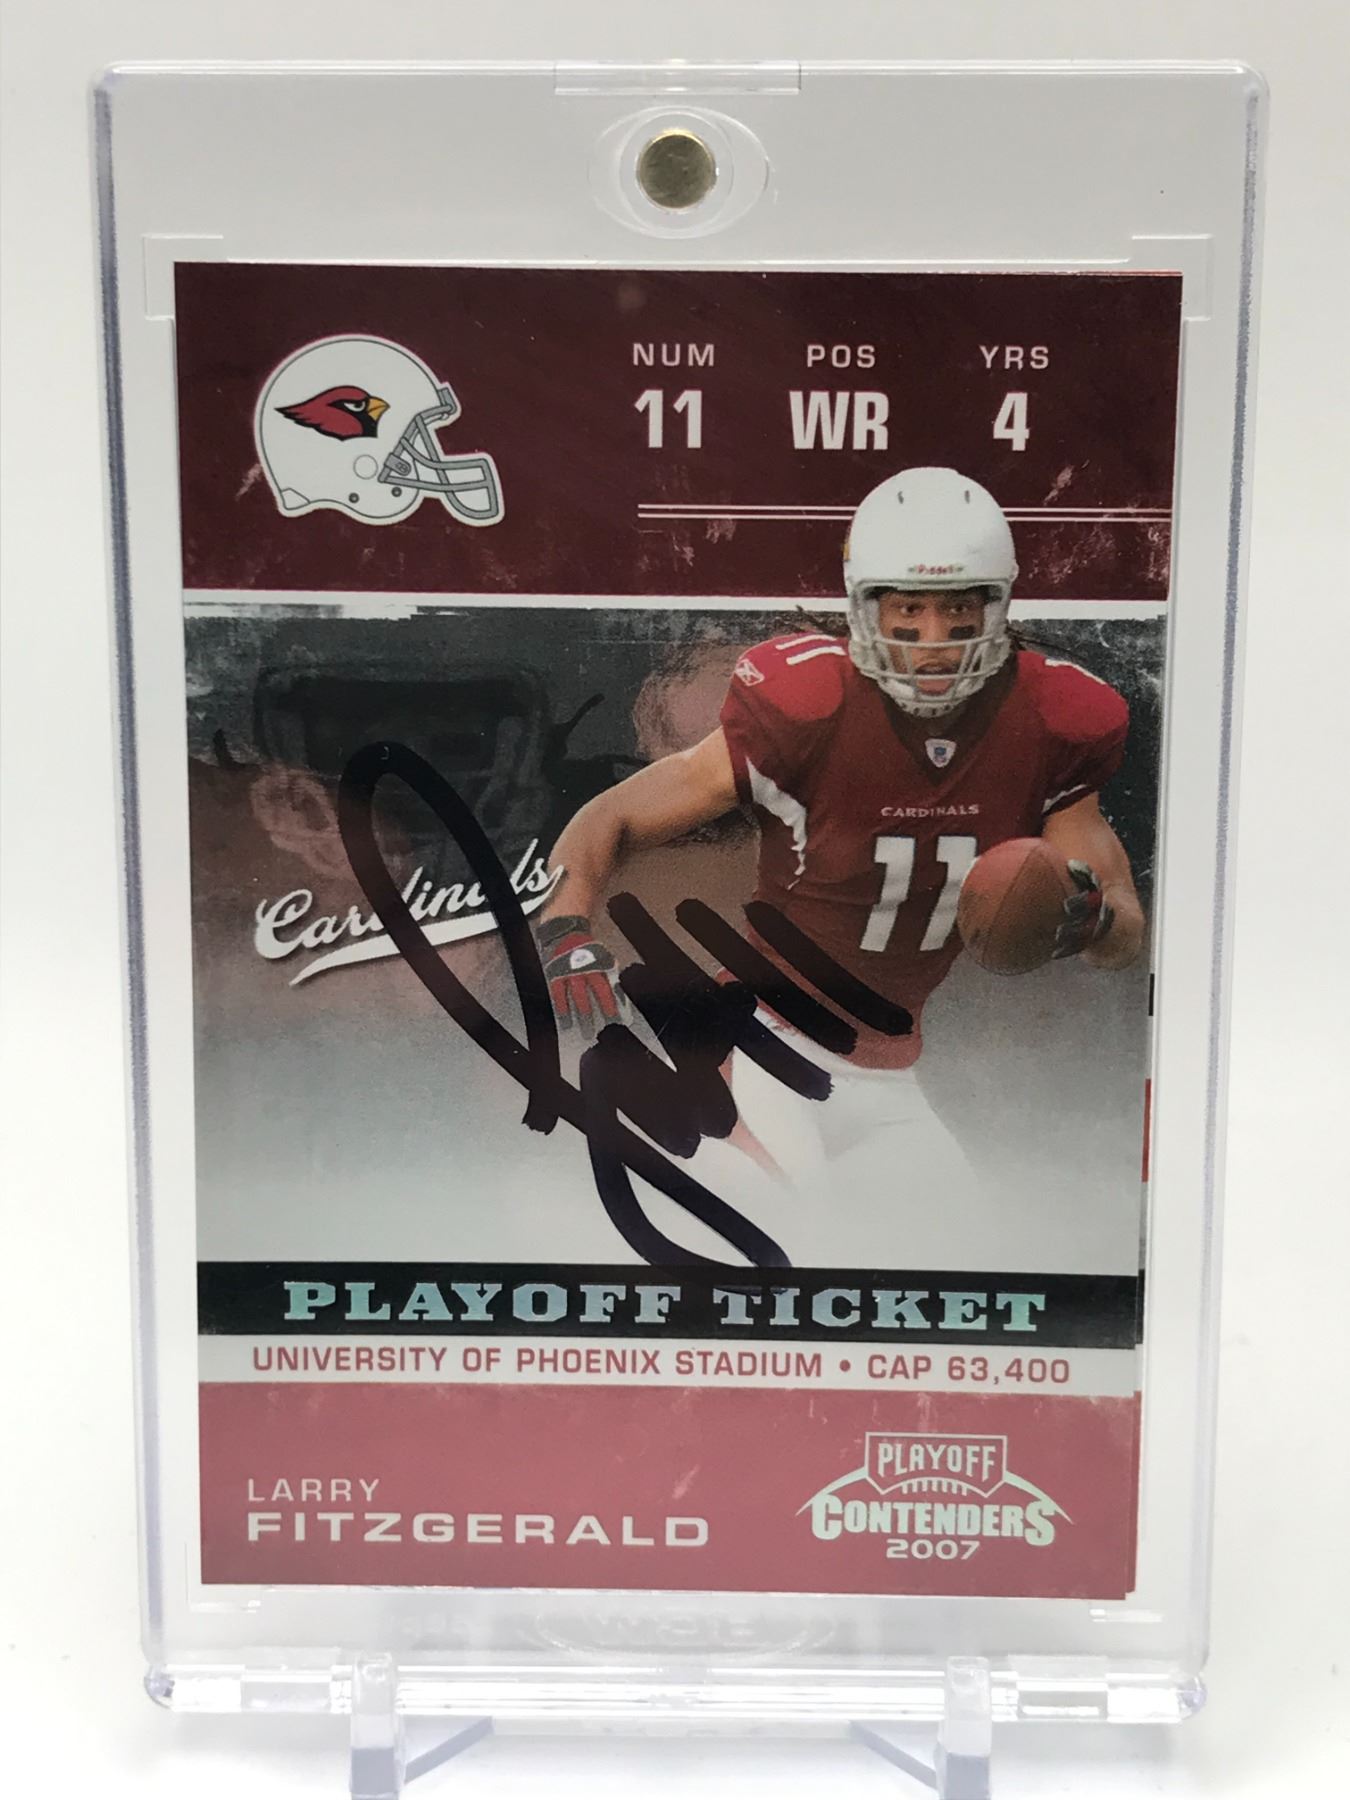 NUM POS YRS
11 WR 4
Riddell
11
CARDINALS
11
Cardinals
PLAYOFF TICKET
UNIVERSITY OF PHOENIX STADIUM • CAP 63,400
LARRY
FITZGERALD
PLAYOFF
CONTENDERS
2007